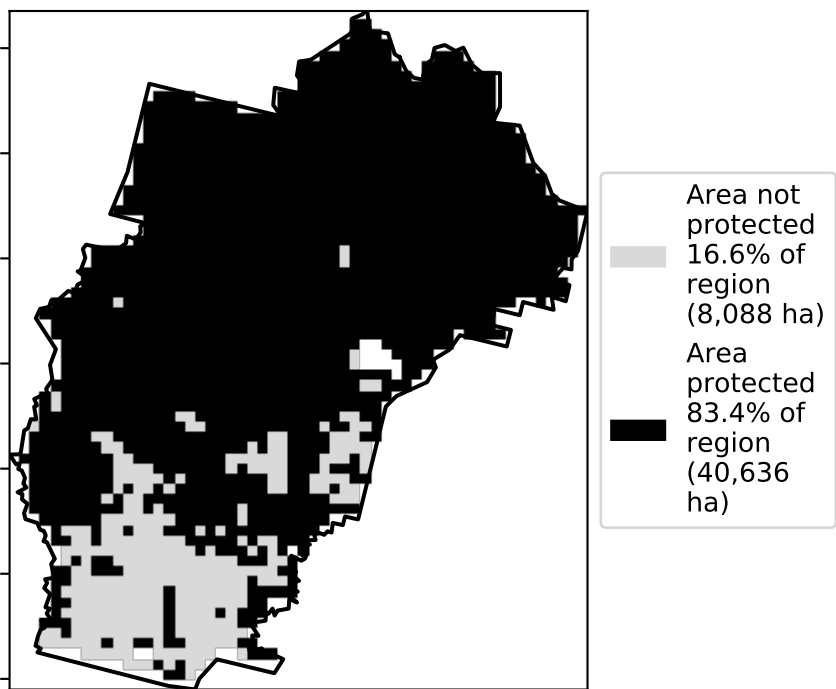 Area not
protected
16.6% of
region
(8,088 ha)
Area
protected
83.4% of
region
(40,636
ha)